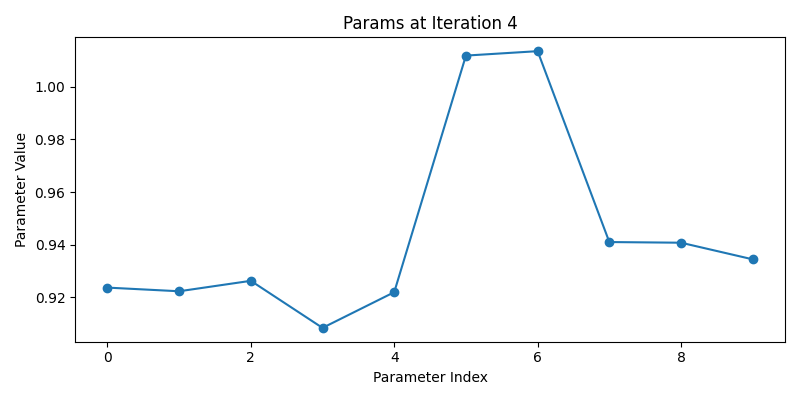 Params at Iteration 4
Parameter Value
1.00
0.98
0.96
0.94
0.92
0 2 4 6 8
Parameter Index